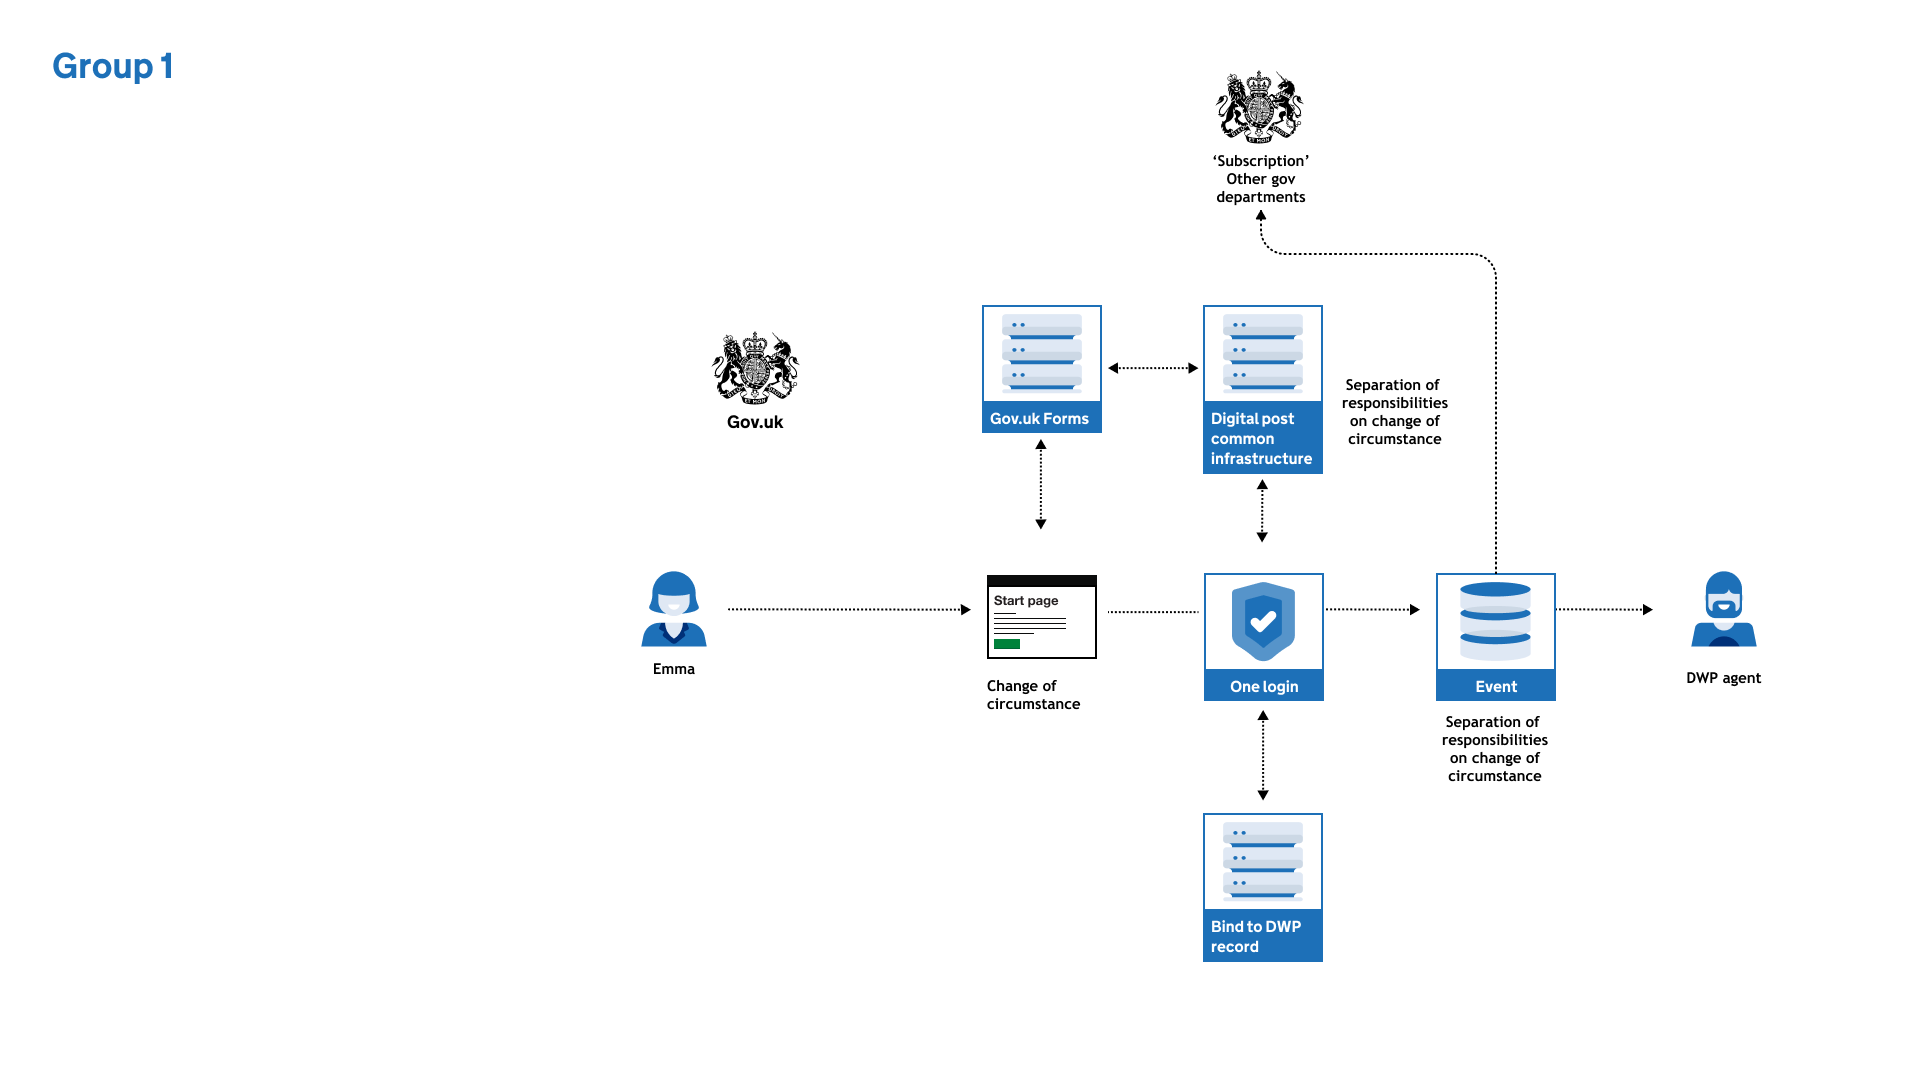 Group 1
‘Subscription’
Other gov
departments
Gov.uk
Gov.uk Forms
Digital post
common
infrastructure
Separation of
responsibilities
on change of
circumstance
Emma
Start page
Change of
circumstance
One login
Event
Separation of
responsibilities
on change of
circumstance
DWP agent
Bind to DWP
record